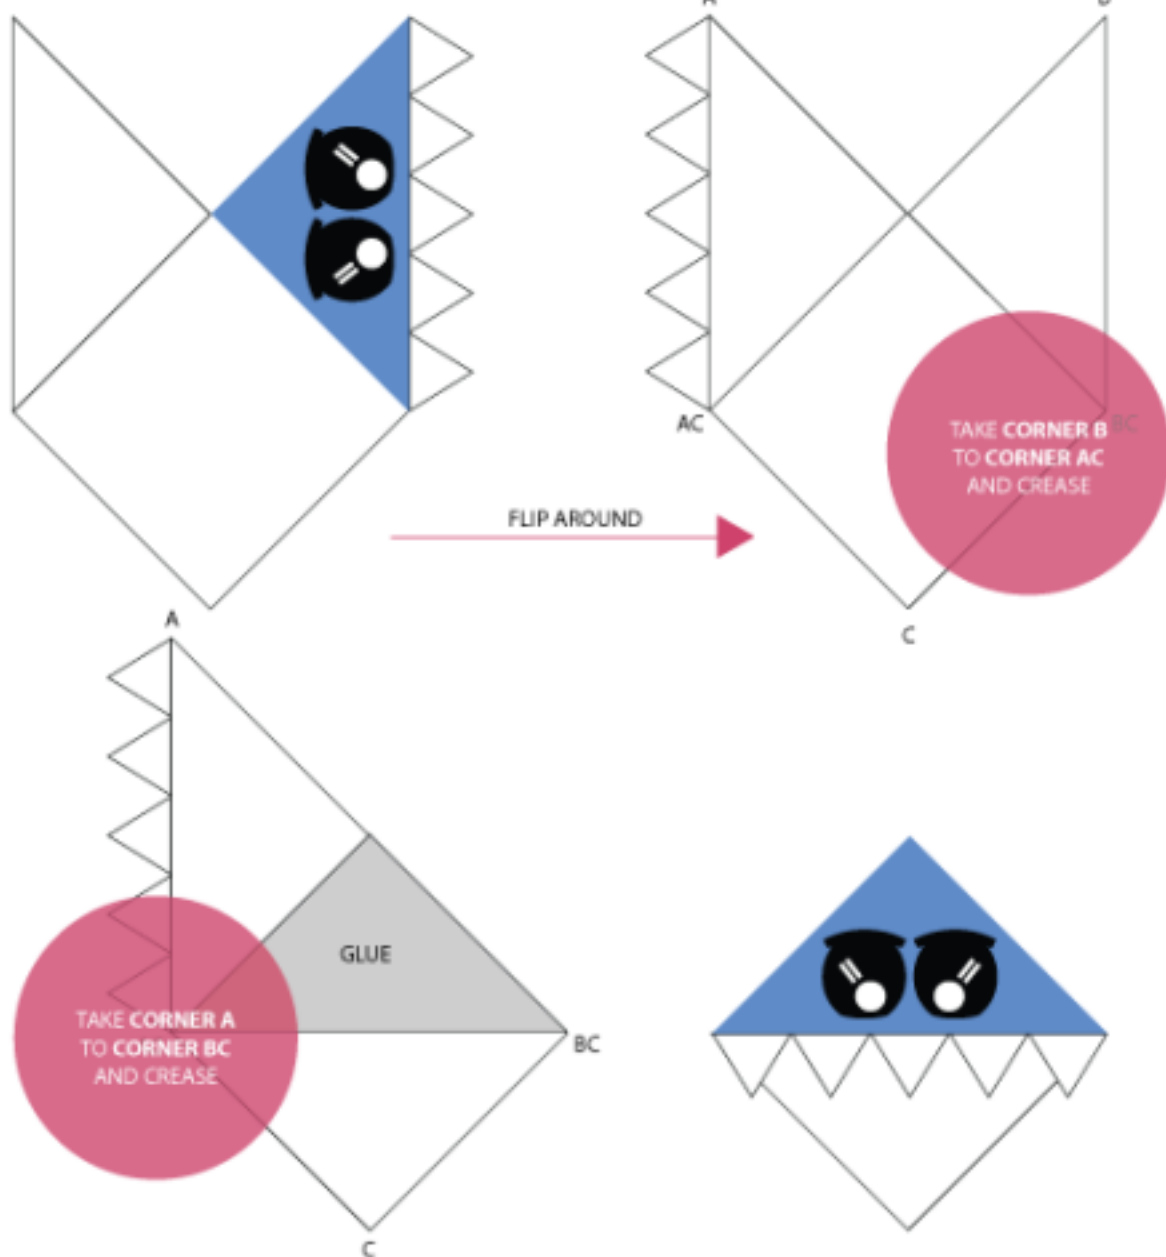 A
B
AC
BC
TAKE CORNER B
TO CORNER AC
AND CREASE
FLIP AROUND
C
A
GLUE
TAKE CORNER A
TO CORNER BC
AND CREASE
BC
C